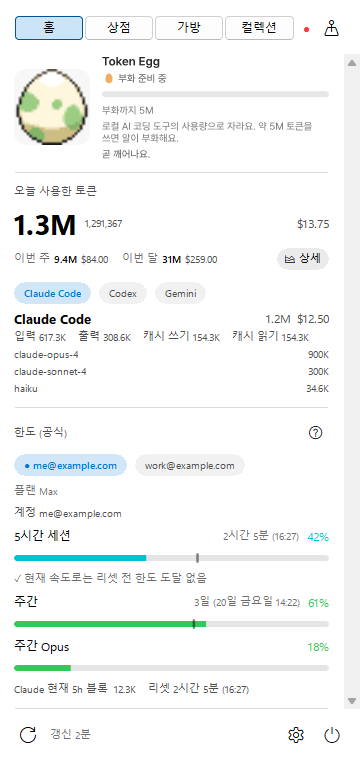 홈 상점 가방 컬렉션
Token Egg
부화 준비 중
부화까지 5M
로컬 AI 코딩 도구의 사용량으로 자라요. 약 5M 토큰을
쓰면 알이 부화해요.
곧 깨어나요.
오늘 사용한 토큰
1.3M 1,291,367 $13.75
이번 주 9.4M $84.00 이번 달 31M $259.00 상세
Claude Code Codex Gemini
Claude Code 1.2M $12.50
입력 617.3K 출력 308.6K 캐시 쓰기 154.3K 캐시 읽기 154.3K
claude-opus-4 900K
claude-sonnet-4 300K
haiku 34.6K
한도 (공식) ?
● me@example.com work@example.com
플랜 Max
계정 me@example.com
5시간 세션 2시간 5분 (16:27) 42%
✓ 현재 속도로는 리셋 전 한도 도달 없음
주간 3일 (20일 금요일 14:22) 61%
주간 Opus 18%
Claude 현재 5h 블록 12.3K 리셋 2시간 5분 (16:27)
갱신 2분